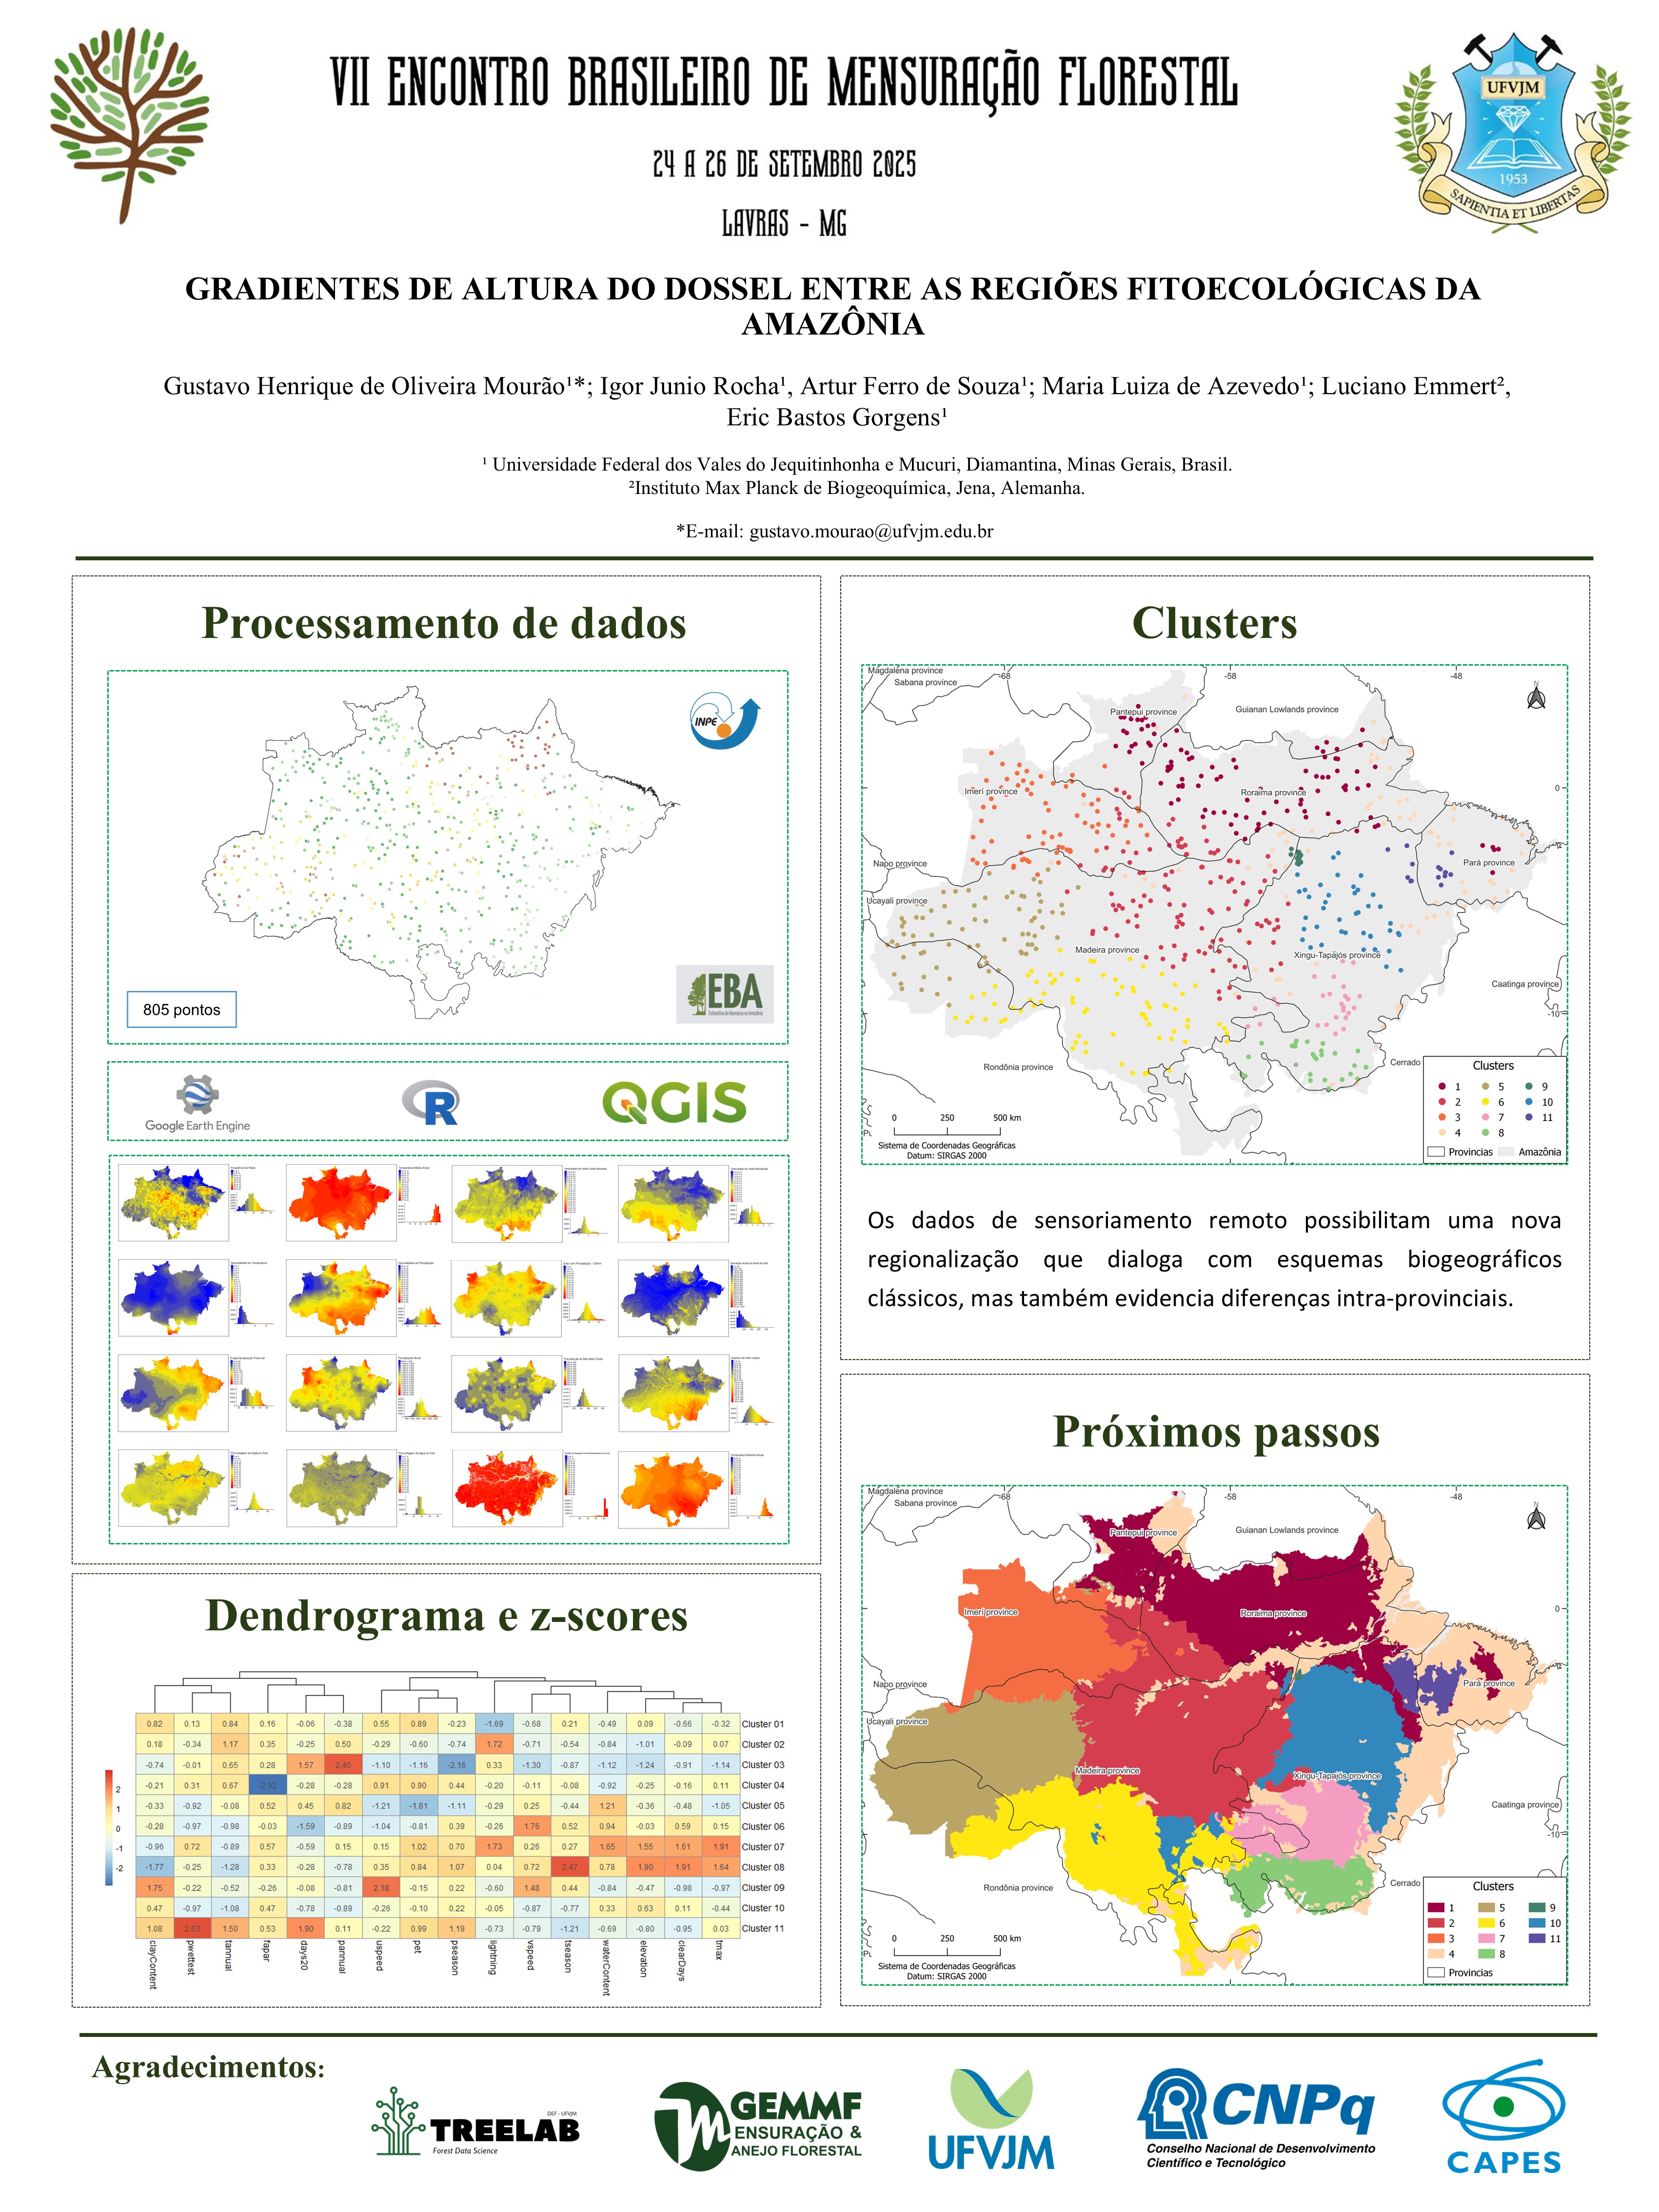 VII ENCONTRO BRASILEIRO DE MENSURAÇÃO FLORESTAL
24 A 26 DE SETEMBRO 2025
LAVRAS - MG
UFVJM
1953
SAPIENTIA ET LIBERTAS
GRADIENTES DE ALTURA DO DOSSEL ENTRE AS REGIÕES FITOECOLÓGICAS DA
AMAZÔNIA
Gustavo Henrique de Oliveira Mourão¹*; Igor Junio Rocha¹, Artur Ferro de Souza¹; Maria Luiza de Azevedo¹; Luciano Emmert²,
Eric Bastos Gorgens¹
¹ Universidade Federal dos Vales do Jequitinhonha e Mucuri, Diamantina, Minas Gerais, Brasil.
²Instituto Max Planck de Biogeoquímica, Jena, Alemanha.
*E-mail: gustavo.mourao@ufvjm.edu.br
Processamento de dados
INPE
EBA
805 pontos
Google Earth Engine
R
QGIS
Dendrograma e z-scores
0.82 0.13 0.84 0.16 -0.06 -0.38 0.55 0.89 -0.23 -1.69 -0.68 0.21 -0.49 0.09 -0.66 -0.32 Cluster 01
0.18 -0.34 1.17 0.35 -0.25 0.50 -0.29 -0.60 -0.74 1.72 -0.71 -0.54 -0.84 -1.01 -0.09 0.07 Cluster 02
-0.74 -0.01 0.65 0.28 1.57 2.45 -1.10 -1.16 -2.16 0.33 -1.30 -0.87 -1.12 -0.91 -1.24 -1.14 Cluster 03
-0.21 0.31 0.67 -2.92 -0.28 -0.28 0.91 0.90 0.44 -0.20 -0.11 -0.08 -0.92 -0.25 -0.16 0.11 Cluster 04
-0.33 -0.92 -0.08 0.52 0.45 0.82 -1.21 -1.81 -1.11 -0.29 0.25 -0.44 1.21 -0.36 -0.48 -1.05 Cluster 05
-0.28 -0.97 -0.98 -0.03 -1.59 -0.89 -1.04 -0.81 0.39 -0.26 1.76 0.52 0.94 -0.03 0.59 0.15 Cluster 06
-0.96 0.72 -0.89 0.57 -0.59 0.15 0.15 1.02 0.70 1.73 0.26 0.27 1.65 1.55 1.61 1.91 Cluster 07
-1.77 -0.25 -1.28 0.33 -0.28 -0.78 0.35 0.84 1.07 0.04 0.72 2.47 0.78 1.90 1.91 1.64 Cluster 08
1.75 -0.22 -0.52 -0.26 -0.08 -0.81 2.18 -0.15 0.22 -0.60 1.48 0.44 -0.84 -0.47 -0.98 -0.97 Cluster 09
0.47 -0.97 -1.08 0.47 -0.78 -0.89 -0.26 -0.10 0.22 -0.05 -0.87 -0.77 0.33 0.63 0.11 -0.44 Cluster 10
1.08 2.53 1.50 0.53 1.90 0.11 -0.22 0.99 1.19 -0.73 -0.79 -1.21 -0.69 -0.80 -0.95 0.03 Cluster 11
2
1
0
-1
-2
clayContent pwettest tannual fapar days20 pannual uspeed pet pseason lightning vspeed tseason waterContent elevation clearDays tmax
Clusters
Magdalena province
Sabana province
-68
-58
-48
N
Pantepui province
Guianan Lowlands province
Imerí province
Roraima province
0
Napo province
Pará province
Ucayali province
Madeira province
Xingu-Tapajós province
Caatinga province
-10
Rondônia province
Cerrado
0 250 500 km
Sistema de Coordenadas Geográficas
Datum: SIRGAS 2000
Clusters
1 5 9
2 6 10
3 7 11
4 8
Provincias Amazônia
Os dados de sensoriamento remoto possibilitam uma nova
regionalização que dialoga com esquemas biogeográficos
clássicos, mas também evidencia diferenças intra-provinciais.
Próximos passos
Magdalena province
Sabana province
-68
-58
-48
N
Pantepui province
Guianan Lowlands province
Imerí province
Roraima province
0
Napo province
Pará province
Ucayali province
Madeira province
Xingu-Tapajós province
Caatinga province
-10
Rondônia province
Cerrado
0 250 500 km
Sistema de Coordenadas Geográficas
Datum: SIRGAS 2000
Clusters
1 5 9
2 6 10
3 7 11
4 8
Provincias
Agradecimentos:
DEF - UFVJM
TREELAB
Forest Data Science
GEMMF
ENSURAÇÃO &
ANEJO FLORESTAL
UFVJM
CNPq
Conselho Nacional de Desenvolvimento
Científico e Tecnológico
CAPES